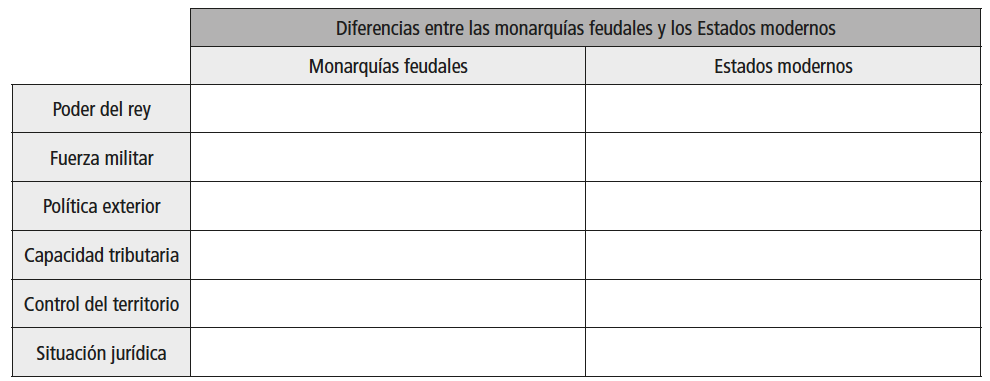 Diferencias entre las monarquías feudales y los Estados modernos
Monarquías feudales
Estados modernos
Poder del rey
Fuerza militar
Política exterior
Capacidad tributaria
Control del territorio
Situación jurídica